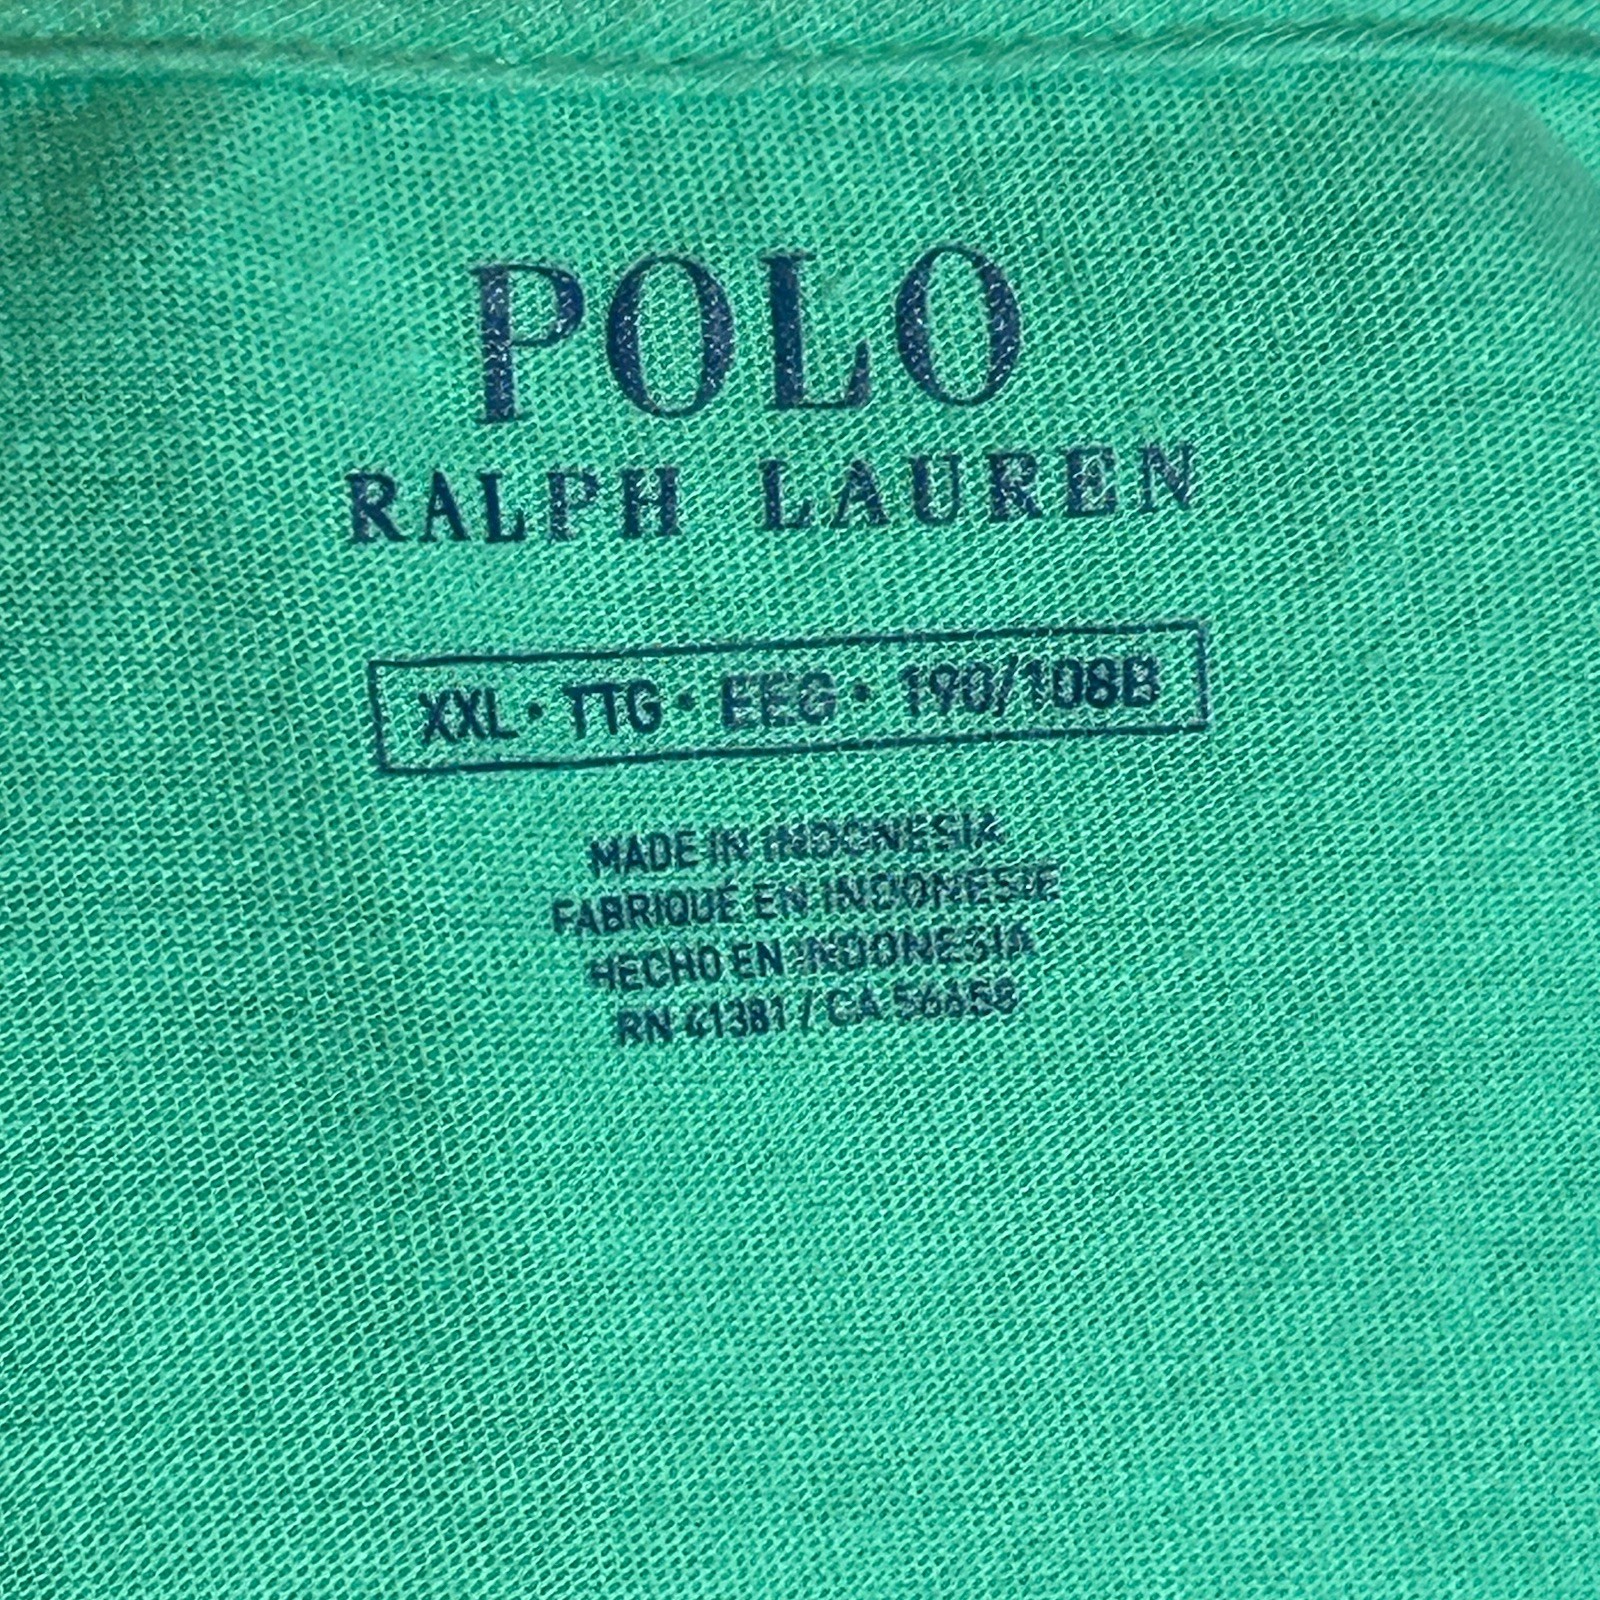 POLO
RALPH LAUREN
XXL • TTG • EEG • 190/108B
MADE IN INDONESIA
FABRIQUÉ EN INDONÉSIE
HECHO EN INDONESIA
RN 41381 / CA 56658